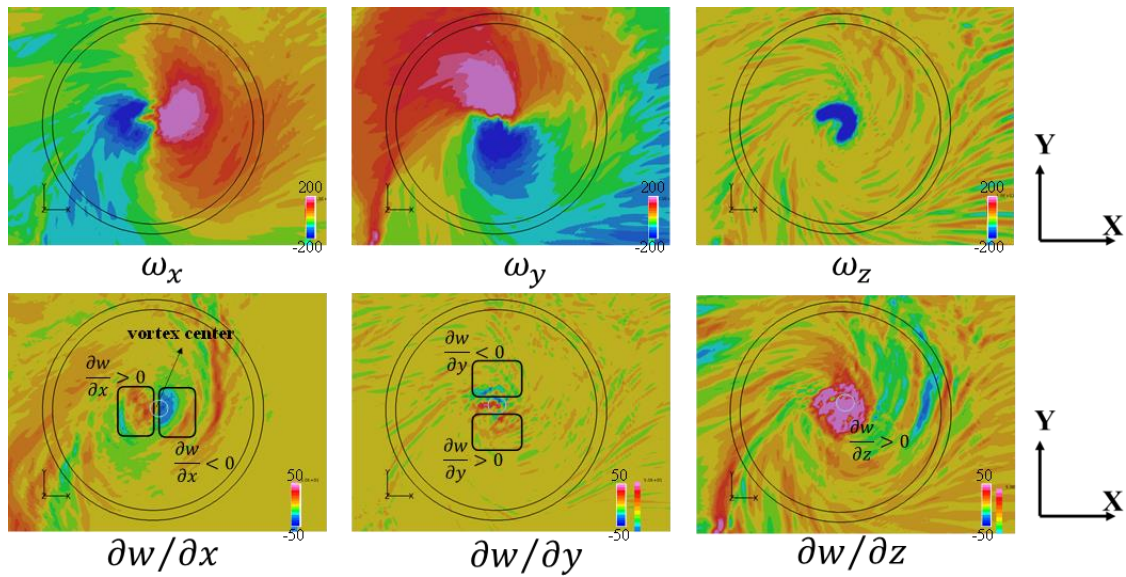 200
-200
200
-200
200
-200
Y
X
ωx
ωy
ωz
vortex center
∂w/∂x > 0
∂w/∂x < 0
50
-50
∂w/∂y < 0
∂w/∂y > 0
50
-50
∂w/∂z > 0
50
-50
Y
X
∂w/∂x
∂w/∂y
∂w/∂z